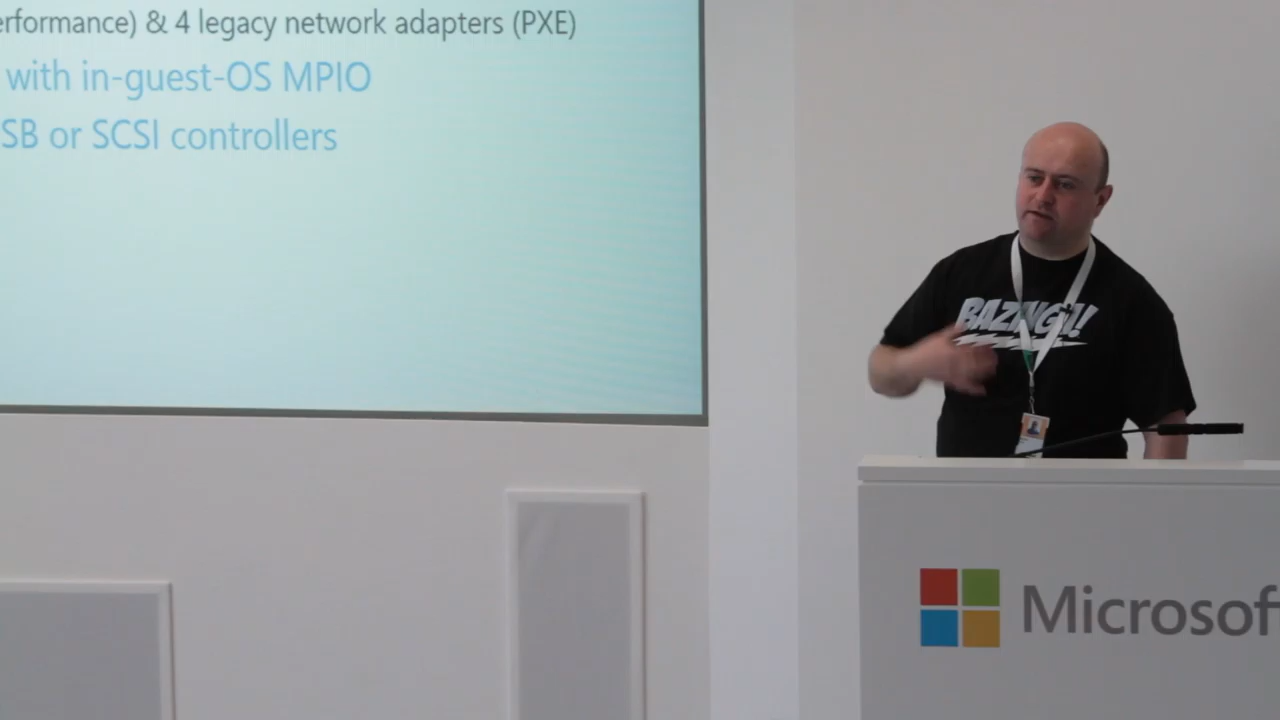 erformance) & 4 legacy network adapters (PXE)
with in-guest-OS MPIO
SB or SCSI controllers
BAZINGA!
Microsof